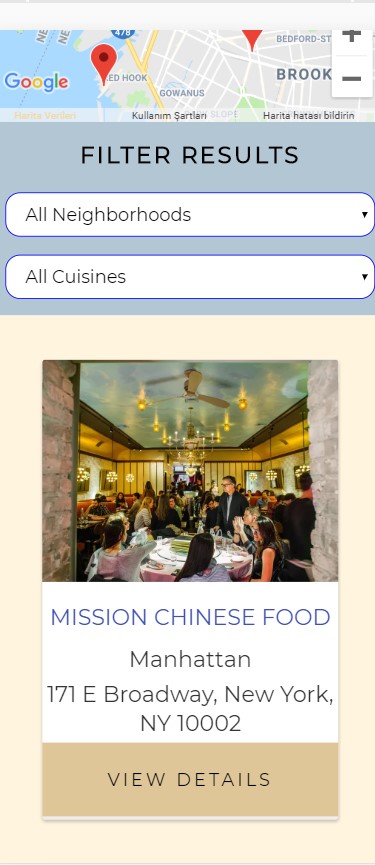 478
BEDFORD-ST
Google
RED HOOK
BROOK
GOWANUS
Harita Verileri
Kullanım Şartları
SLOPE
Harita hatası bildirin
FILTER RESULTS
All Neighborhoods
All Cuisines
MISSION CHINESE FOOD
Manhattan
171 E Broadway, New York,
NY 10002
VIEW DETAILS